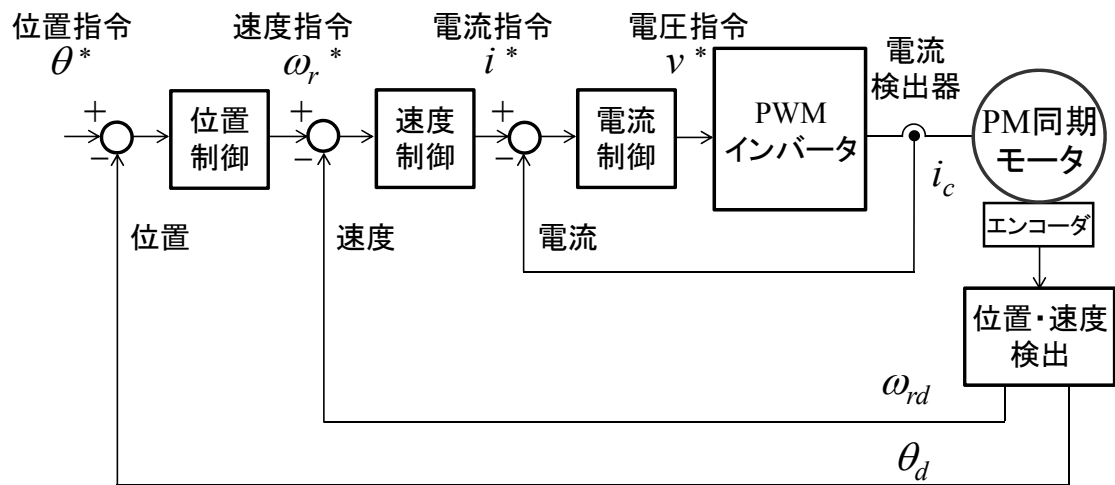 位置指令
θ*
速度指令
ωr*
電流指令
i*
電圧指令
v*
電流
検出器
+
−
位置
制御
+
−
速度
制御
+
−
電流
制御
PWM
インバータ
PM同期
モータ
ic
エンコーダ
位置
速度
電流
位置・速度
検出
ωrd
θd